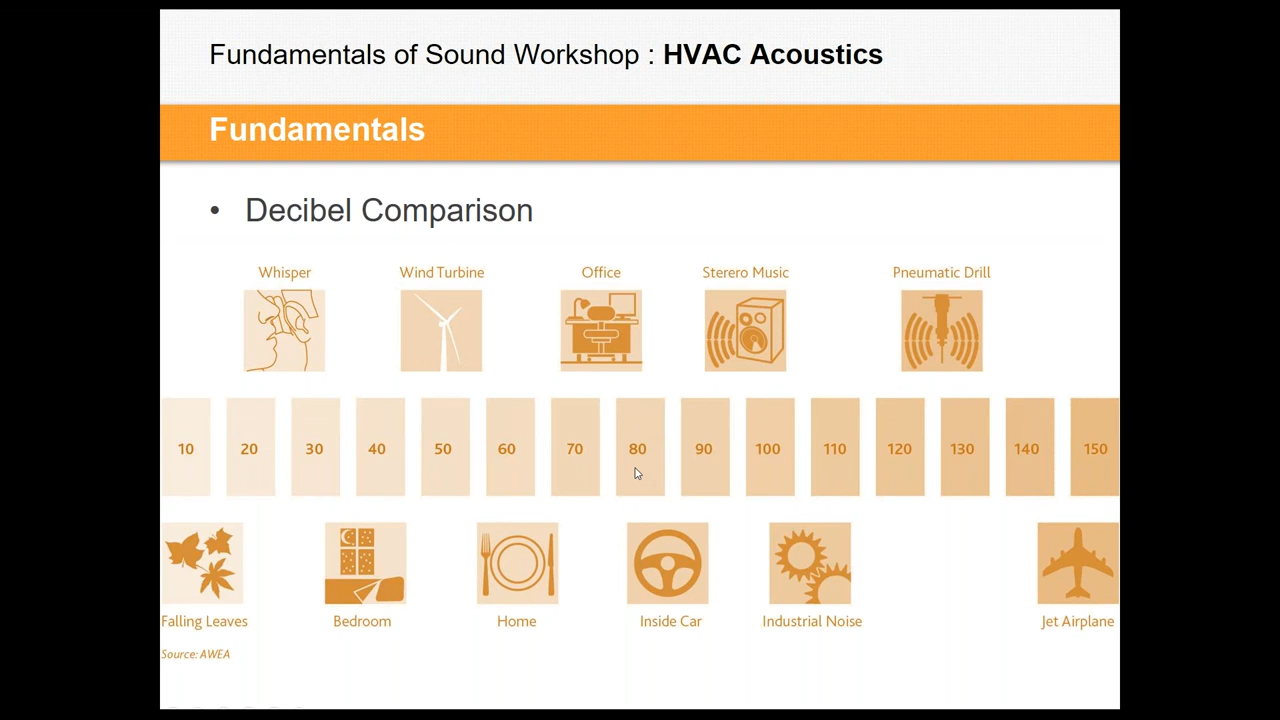 Fundamentals of Sound Workshop : HVAC Acoustics
Fundamentals
• Decibel Comparison
Whisper Wind Turbine Office Sterero Music Pneumatic Drill
10 20 30 40 50 60 70 80 90 100 110 120 130 140 150
Falling Leaves Bedroom Home Inside Car Industrial Noise Jet Airplane
Source: AWEA